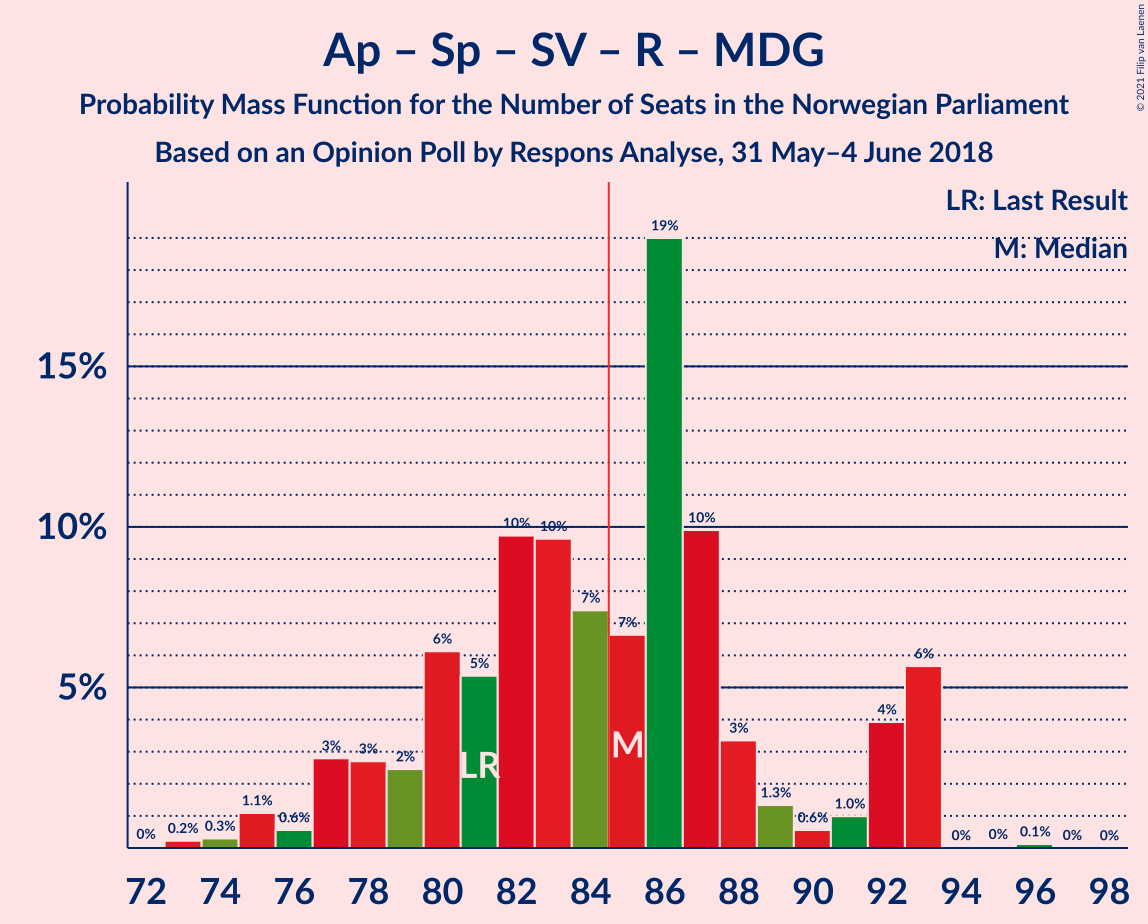 Ap – Sp – SV – R – MDG
Probability Mass Function for the Number of Seats in the Norwegian Parliament
Based on an Opinion Poll by Respons Analyse, 31 May–4 June 2018
© 2021 Filip van Laenen
LR: Last Result
M: Median
15%
10%
5%
0% 0.2% 0.3% 1.1% 0.6% 3% 3% 2% 6% 5% 10% 10% 7% 7% 19% 10% 3% 1.3% 0.6% 1.0% 4% 6% 0% 0% 0.1% 0% 0%
LR M
72 74 76 78 80 82 84 86 88 90 92 94 96 98